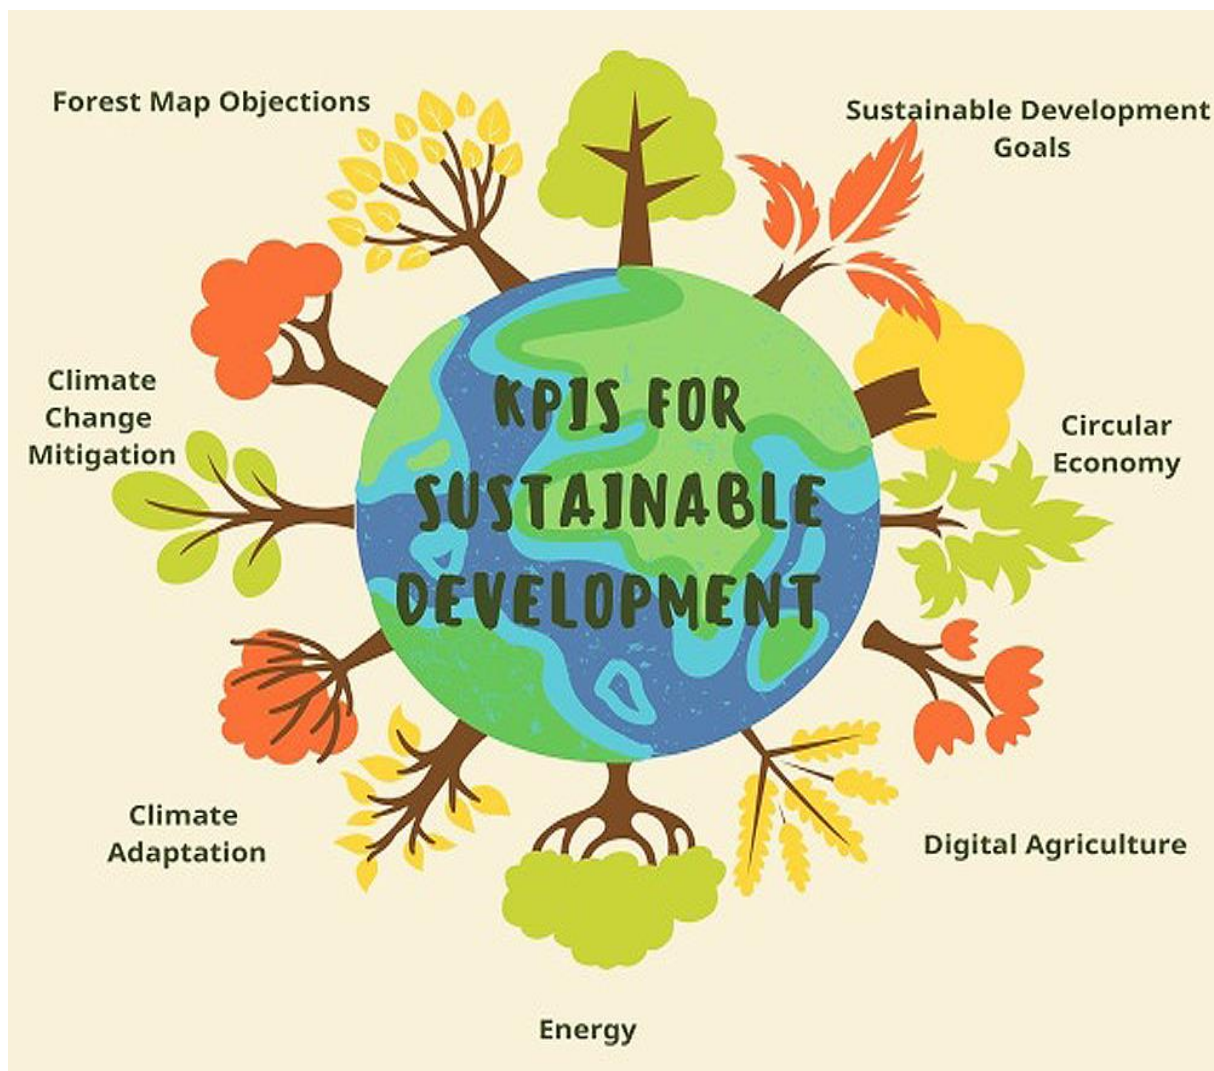 Forest Map Objections
Sustainable Development
Goals
KPIS FOR
SUSTAINABLE
DEVELOPMENT
Climate
Change
Mitigation
Circular
Economy
Climate
Adaptation
Digital Agriculture
Energy